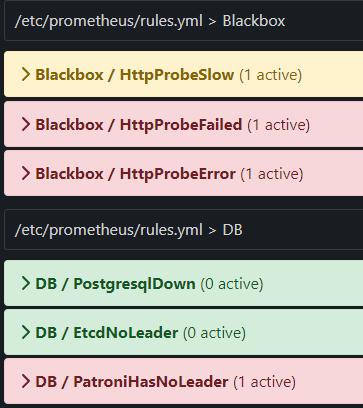 /etc/prometheus/rules.yml > Blackbox
Blackbox / HttpProbeSlow (1 active)
Blackbox / HttpProbeFailed (1 active)
Blackbox / HttpProbeError (1 active)
/etc/prometheus/rules.yml > DB
DB / PostgresqlDown (0 active)
DB / EtcdNoLeader (0 active)
DB / PatroniHasNoLeader (1 active)